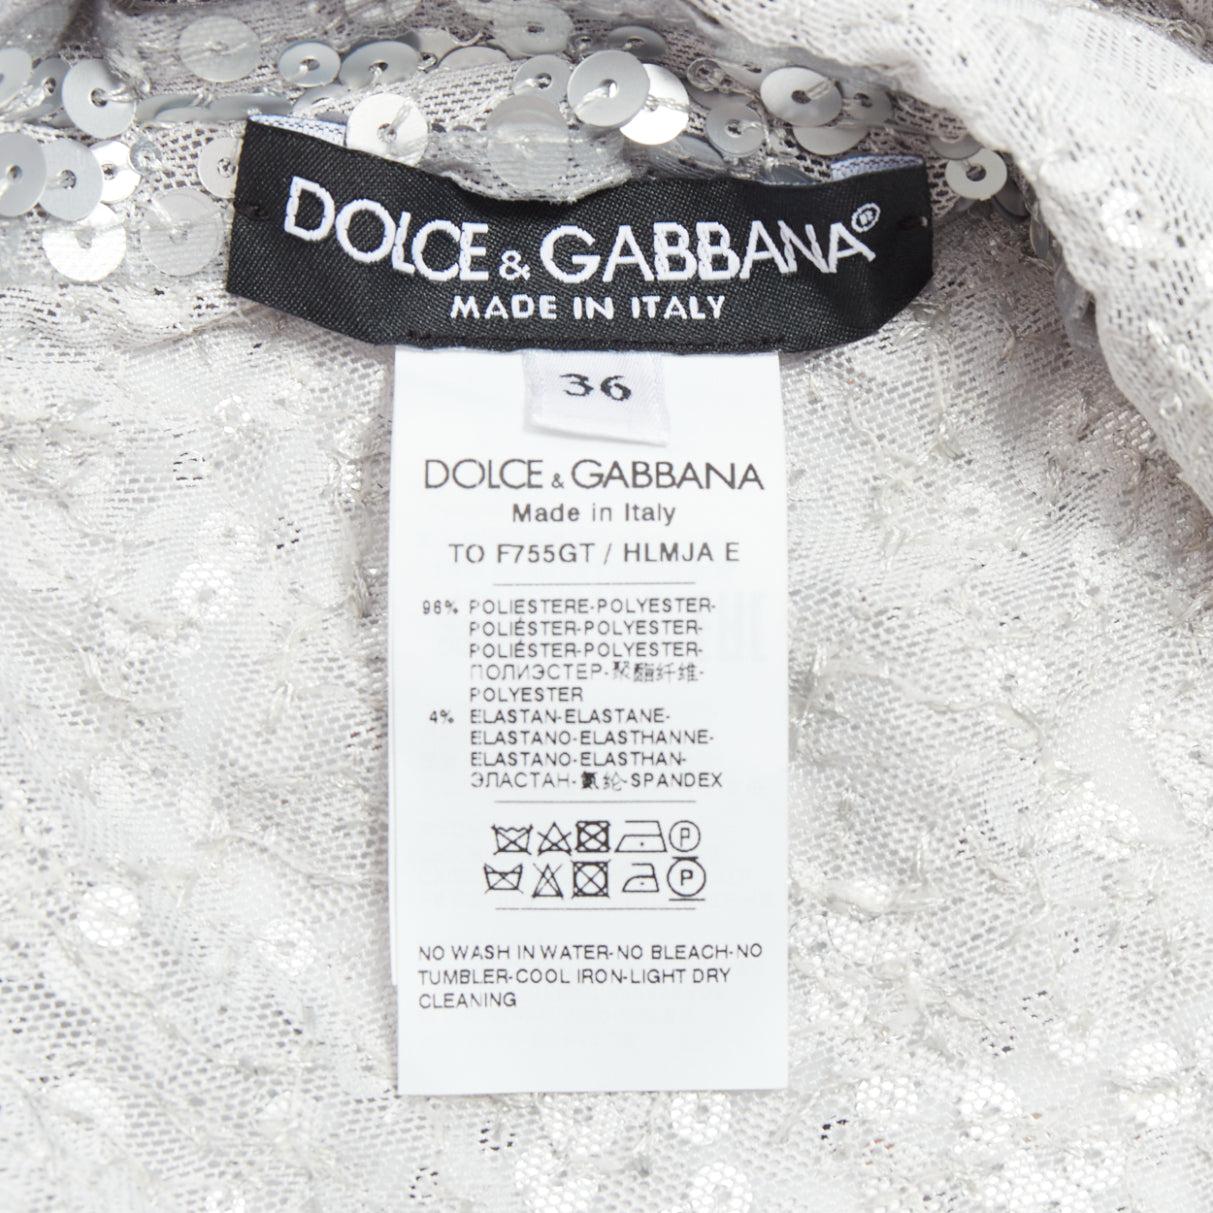 DOLCE & GABBANA®
MADE IN ITALY
36
DOLCE & GABBANA
Made in Italy
TO F755GT / HLMJA E
96% POLIESTERE-POLYESTER-
POLIÉSTER-POLYESTER-
POLIÉSTER-POLYESTER-
ПОЛИЭСТЕР-聚酯纤维-
POLYESTER
4% ELASTAN-ELASTANE-
ELASTANO-ELASTHANNE-
ELASTANO-ELASTHAN-
ЭЛАСТАН-氨纶-SPANDEX
P
P
NO WASH IN WATER-NO BLEACH-NO
TUMBLER-COOL IRON-LIGHT DRY
CLEANING